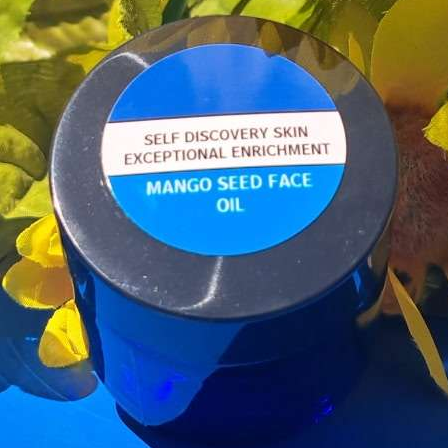 SELF DISCOVERY SKIN
EXCEPTIONAL ENRICHMENT
MANGO SEED FACE
OIL